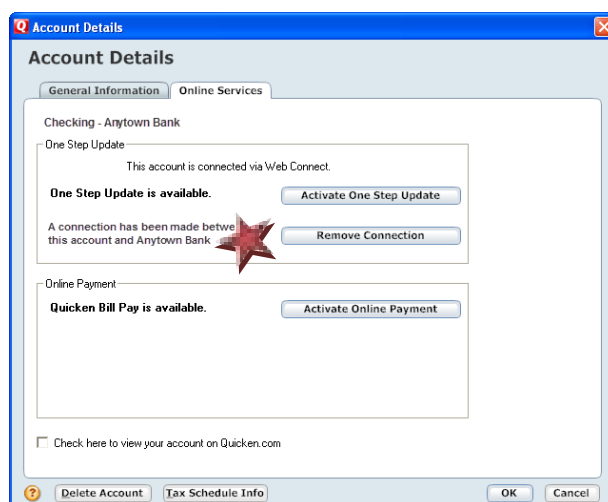 Account Details
Account Details
General Information Online Services
Checking - Anytown Bank
One Step Update
This account is connected via Web Connect.
One Step Update is available. Activate One Step Update
A connection has been made
this account and Anytown Bank Remove Connection
Online Payment
Quicken Bill Pay is available. Activate Online Payment
Check here to view your account on Quicken.com
Delete Account Tax Schedule Info OK Cancel